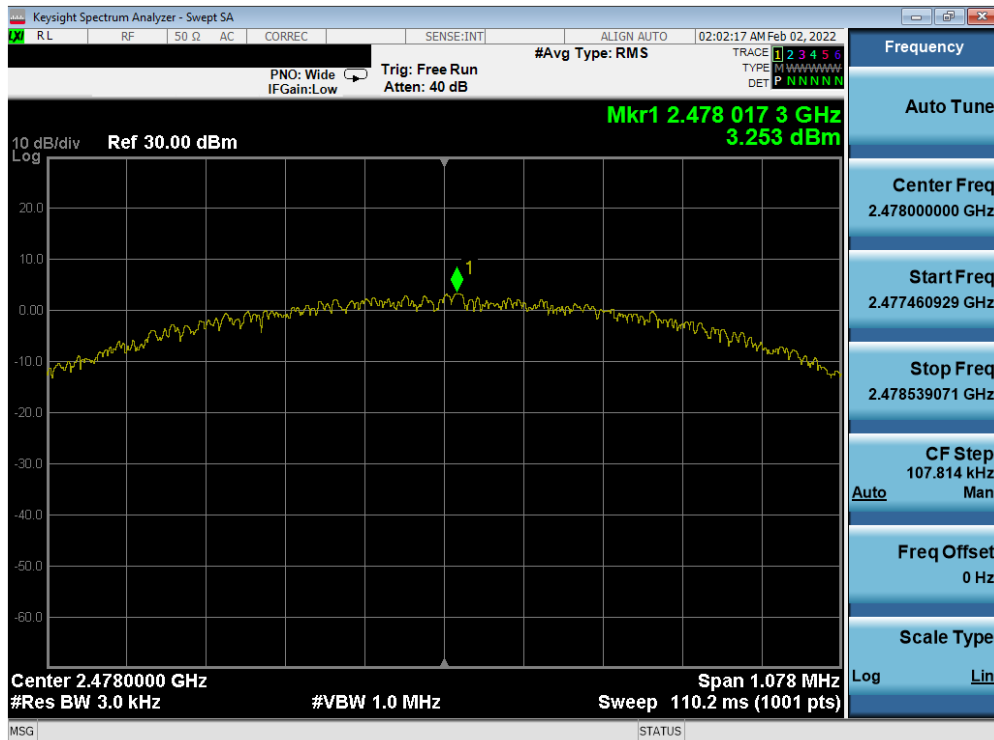 Keysight Spectrum Analyzer - Swept SA
LXI RL RF 50 Ω AC CORREC SENSE:INT ALIGN AUTO 02:02:17 AM Feb 02, 2022
#Avg Type: RMS
TRACE 1 2 3 4 5 6
PNO: Wide Trig: Free Run
TYPE M WWWWW
IFGain:Low Atten: 40 dB
DET P N N N N N
Mkr1 2.478 017 3 GHz
3.253 dBm
10 dB/div Ref 30.00 dBm
Log
20.0
10.0
1
0.00
-10.0
-20.0
-30.0
-40.0
-50.0
-60.0
Center 2.4780000 GHz Span 1.078 MHz
#Res BW 3.0 kHz #VBW 1.0 MHz Sweep 110.2 ms (1001 pts)
MSG STATUS
Frequency
Auto Tune
Center Freq
2.478000000 GHz
Start Freq
2.477460929 GHz
Stop Freq
2.478539071 GHz
CF Step
107.814 kHz
Auto Man
Freq Offset
0 Hz
Scale Type
Log Lin